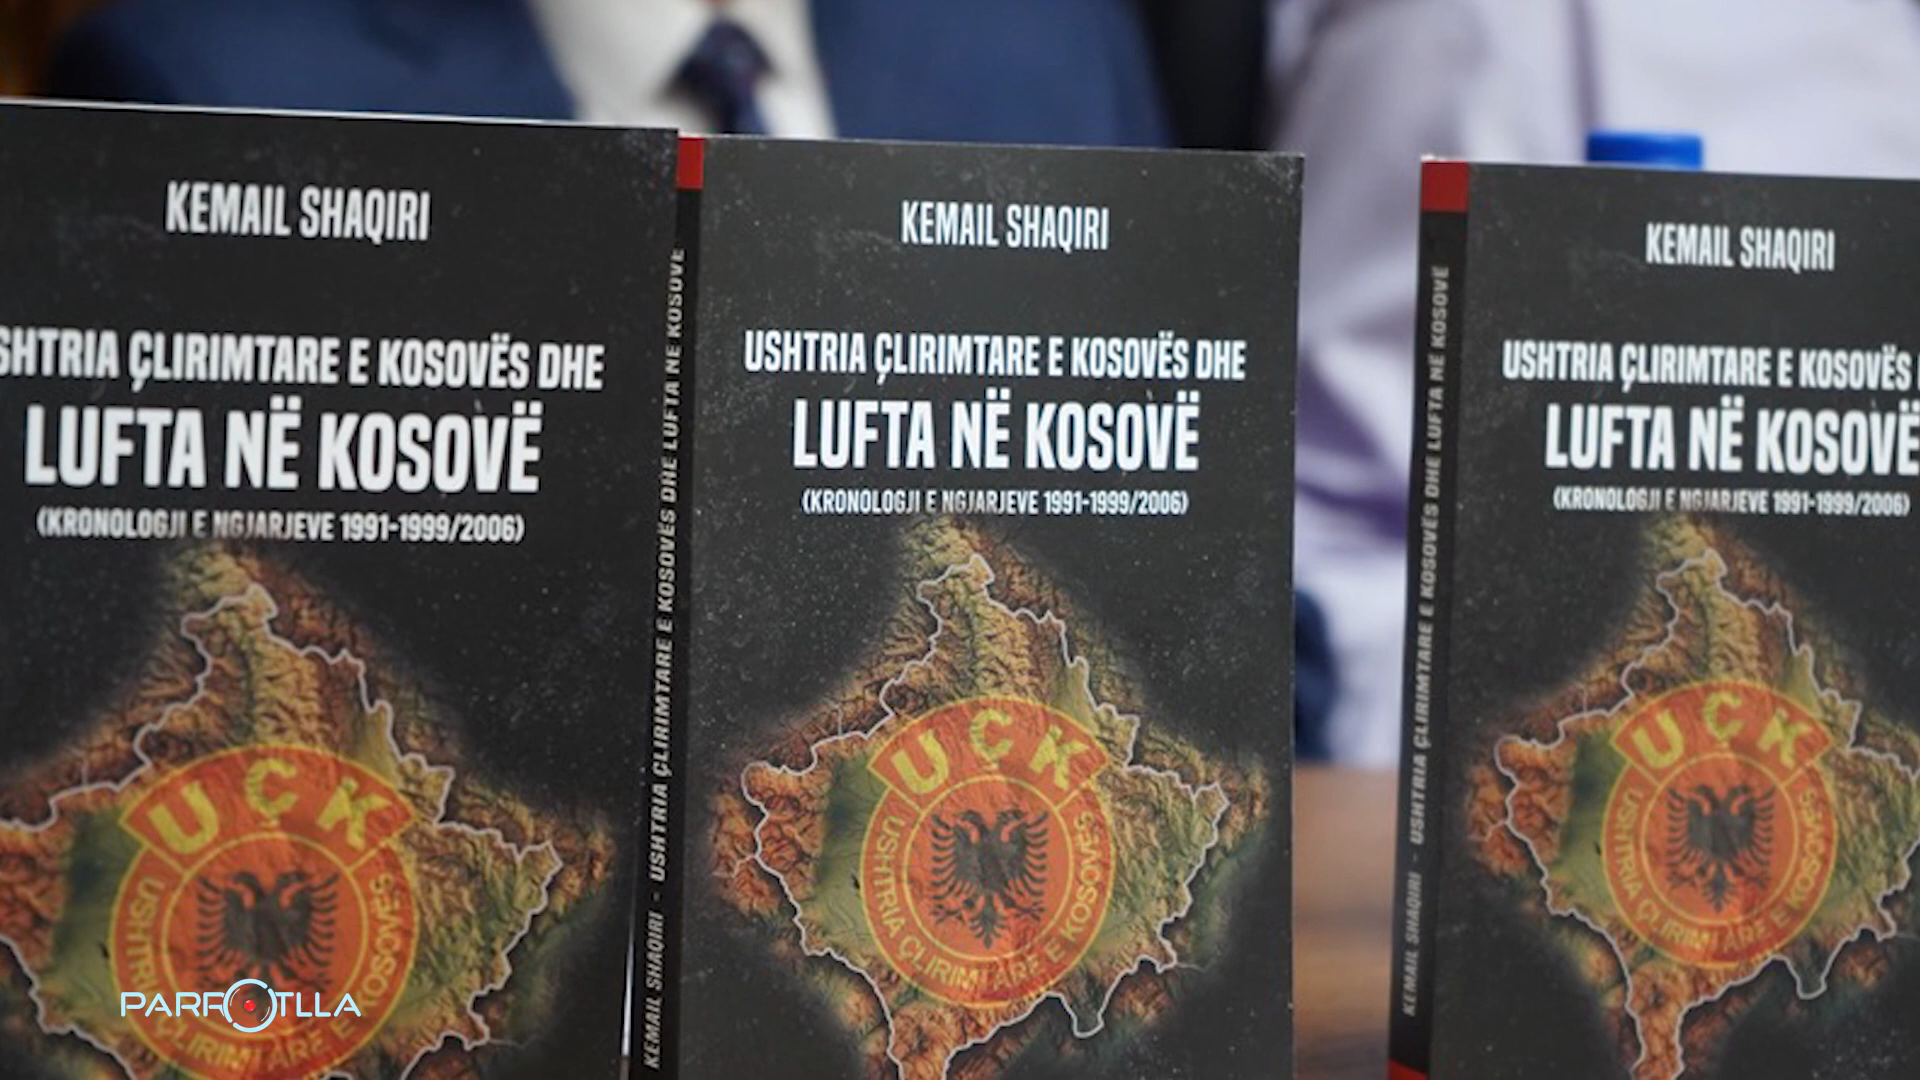 KEMAIL SHAQIRI
SHTRIA ÇLIRIMTARE E KOSOVËS DHE
LUFTA NË KOSOVË
(KRONOLOGJI E NGJARJEVE 1991-1999/2006)
UÇK
USHTRIA ÇLIRIMTARE E KOSOVËS
KEMAIL SHAQIRI - USHTRIA ÇLIRIMTARE E KOSOVËS DHE LUFTA NË KOSOVË
KEMAIL SHAQIRI
USHTRIA ÇLIRIMTARE E KOSOVËS DHE
LUFTA NË KOSOVË
(KRONOLOGJI E NGJARJEVE 1991-1999/2006)
UÇK
USHTRIA ÇLIRIMTARE E KOSOVËS
KEMAIL SHAQIRI - USHTRIA ÇLIRIMTARE E KOSOVËS DHE LUFTA NË KOSOVË
KEMAIL SHAQIRI
USHTRIA ÇLIRIMTARE E KOSOVËS
LUFTA NË KOSOVË
(KRONOLOGJI E NGJARJEVE 1991-1999/2006)
UÇK
USHTRIA ÇLIRIMTARE E KOSOVËS
PARROTLLA